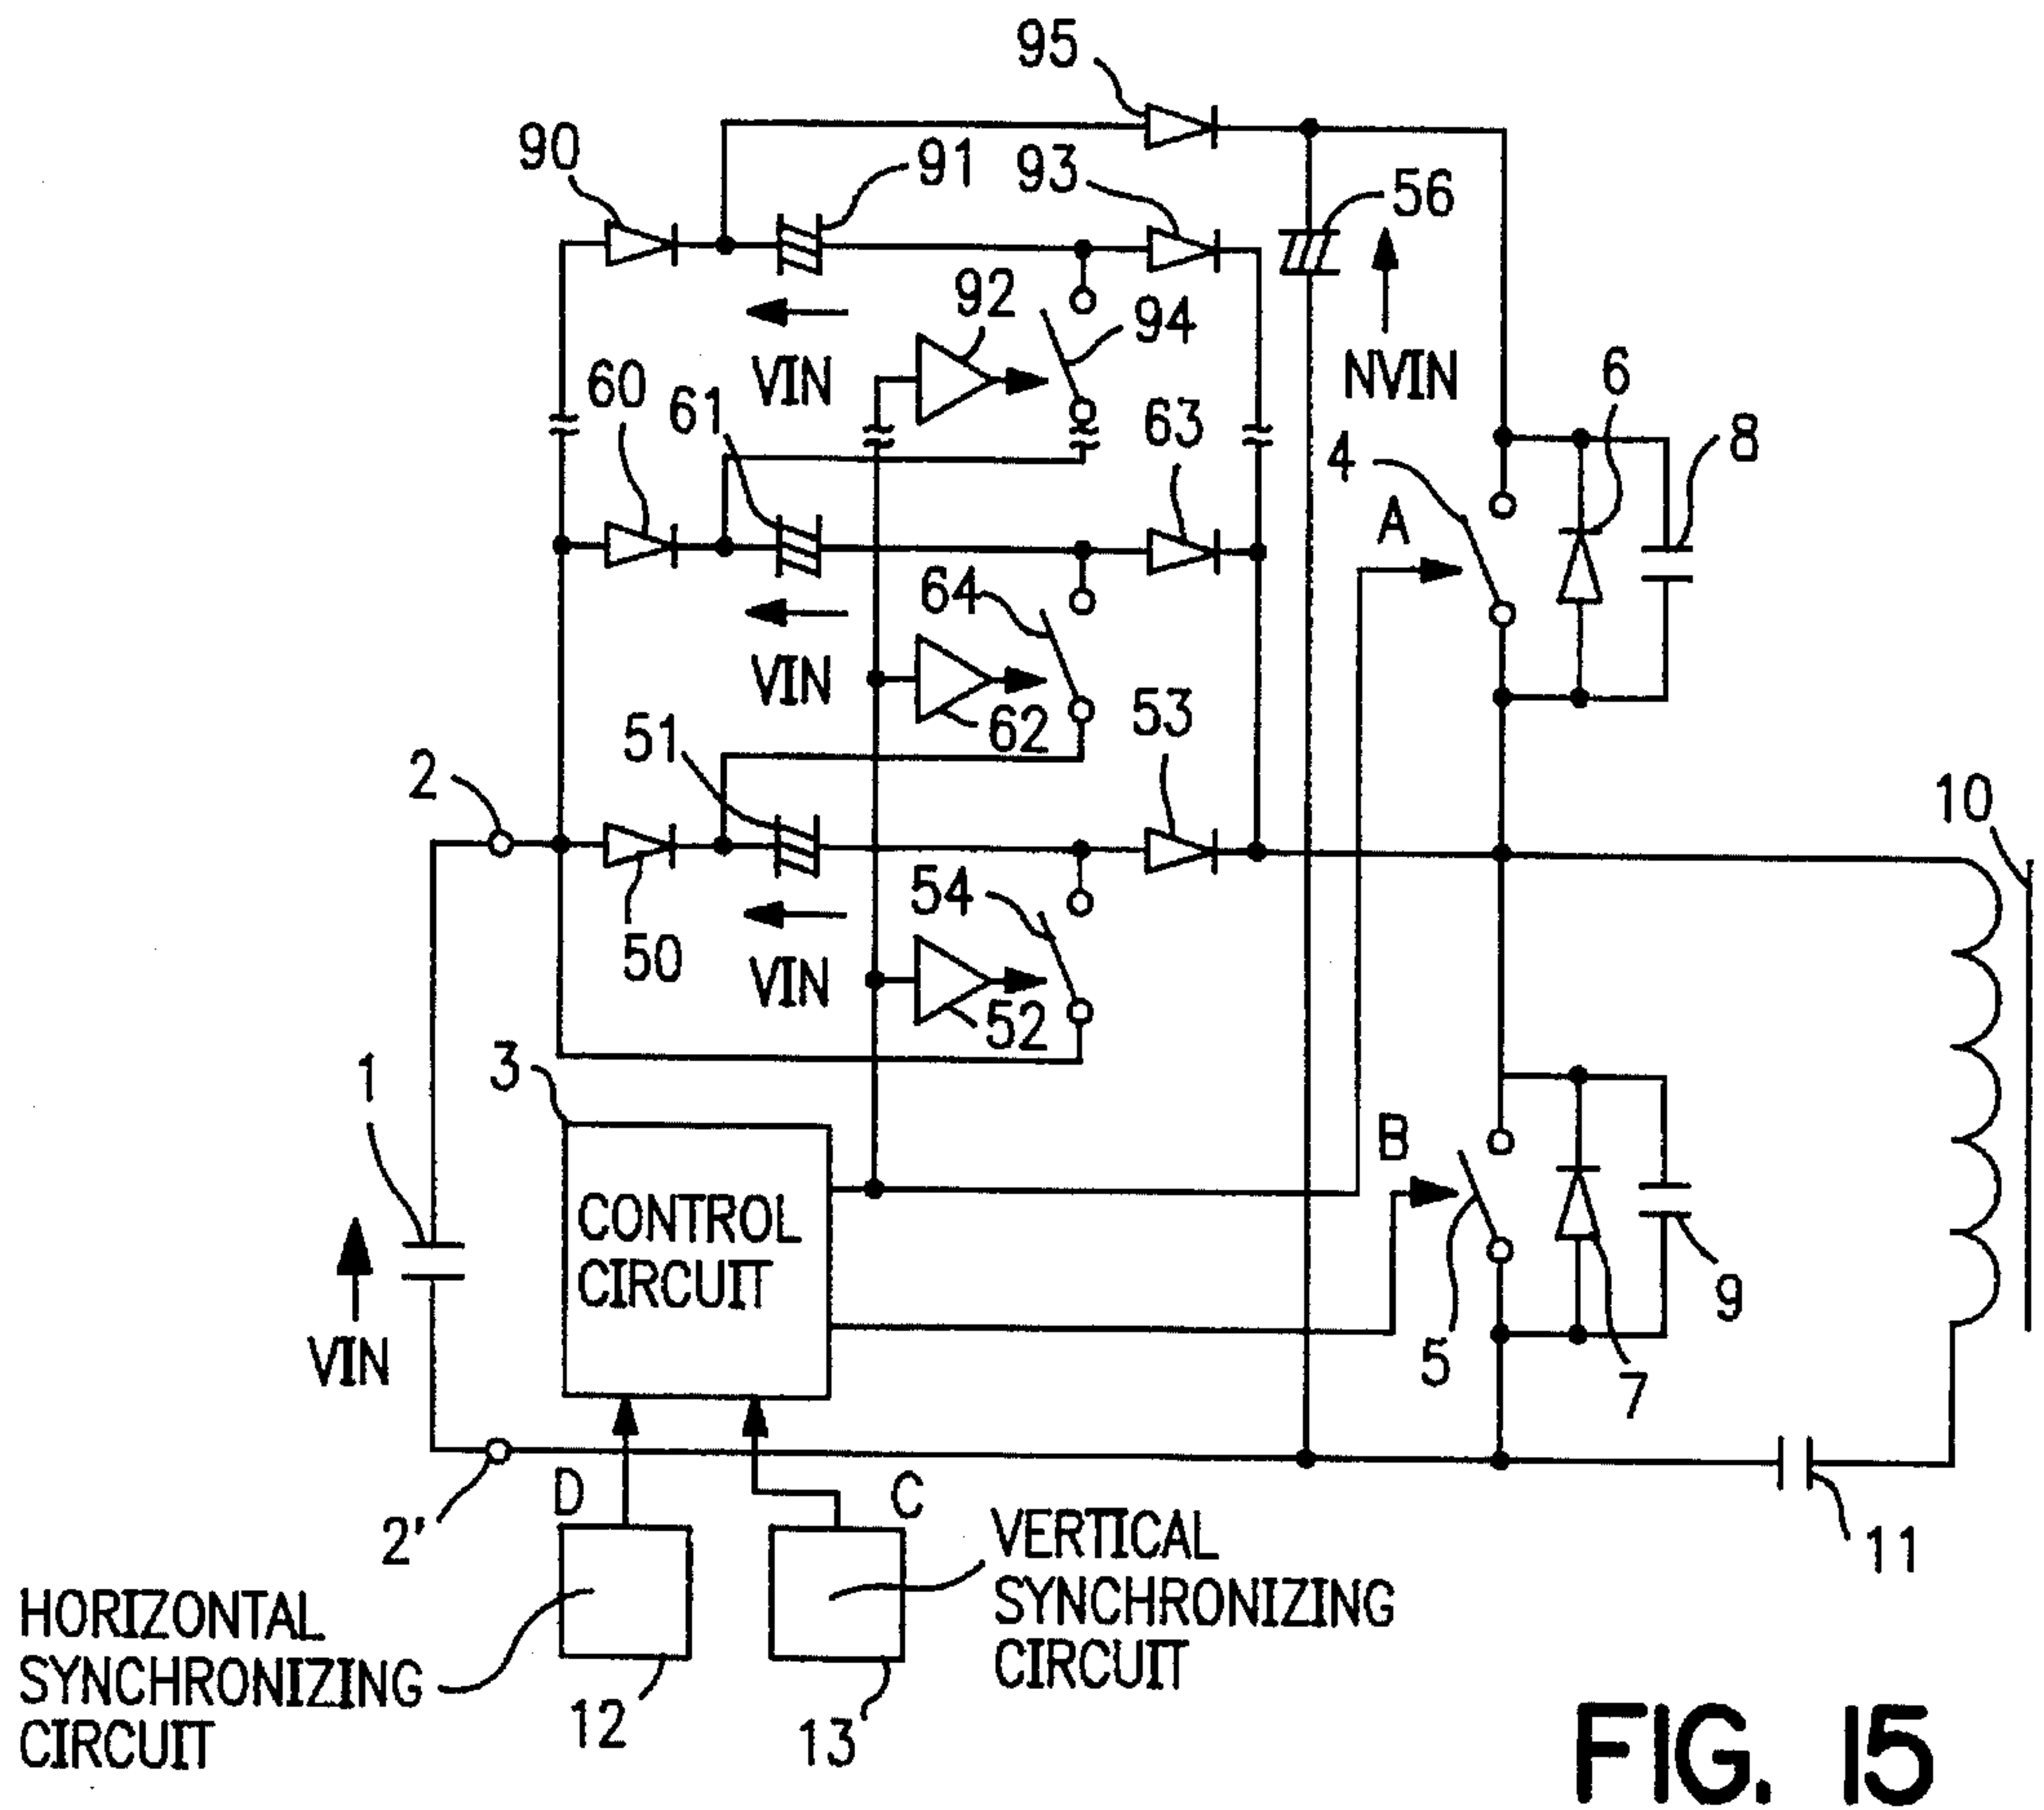 95
90
91
93
56
92
94
VIN
NVIN
60
61
63
6
4
8
A
64
VIN
62
51
53
2
10
54
50
VIN
52
3
1
B
CONTROL
CIRCUIT
9
VIN
5
7
D
C
2'
11
VERTICAL
SYNCHRONIZING
CIRCUIT
HORIZONTAL
SYNCHRONIZING
CIRCUIT
12
13
FIG. 15